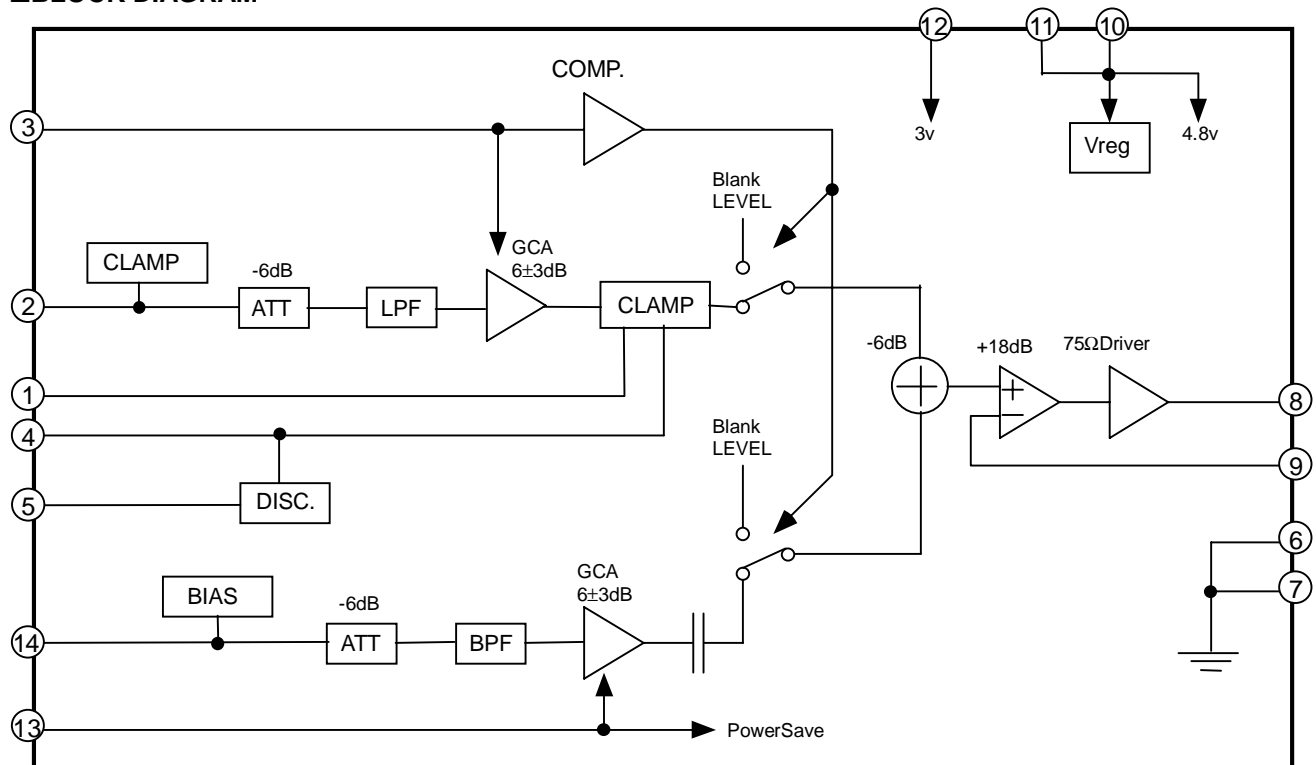 ■BLOCK DIAGRAM
12
11
10
COMP.
3
3v
Vreg
4.8v
Blank
LEVEL
CLAMP
GCA
6±3dB
-6dB
2
ATT
LPF
CLAMP
-6dB
+18dB
75ΩDriver
1
8
4
Blank
LEVEL
9
5
DISC.
6
GCA
6±3dB
7
BIAS
-6dB
14
ATT
BPF
13
PowerSave